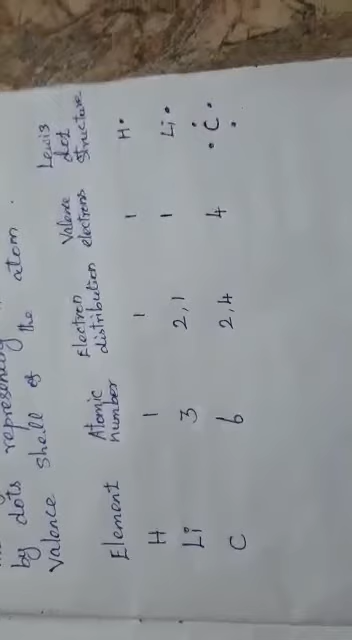 by dots representing
Valence shell of the atom.
Element Atomic number Electron distribution Valence electrons Lewis dot structure
H 1 1 1 H•
Li 3 2,1 1 Li•
C 6 2,4 4 •C•